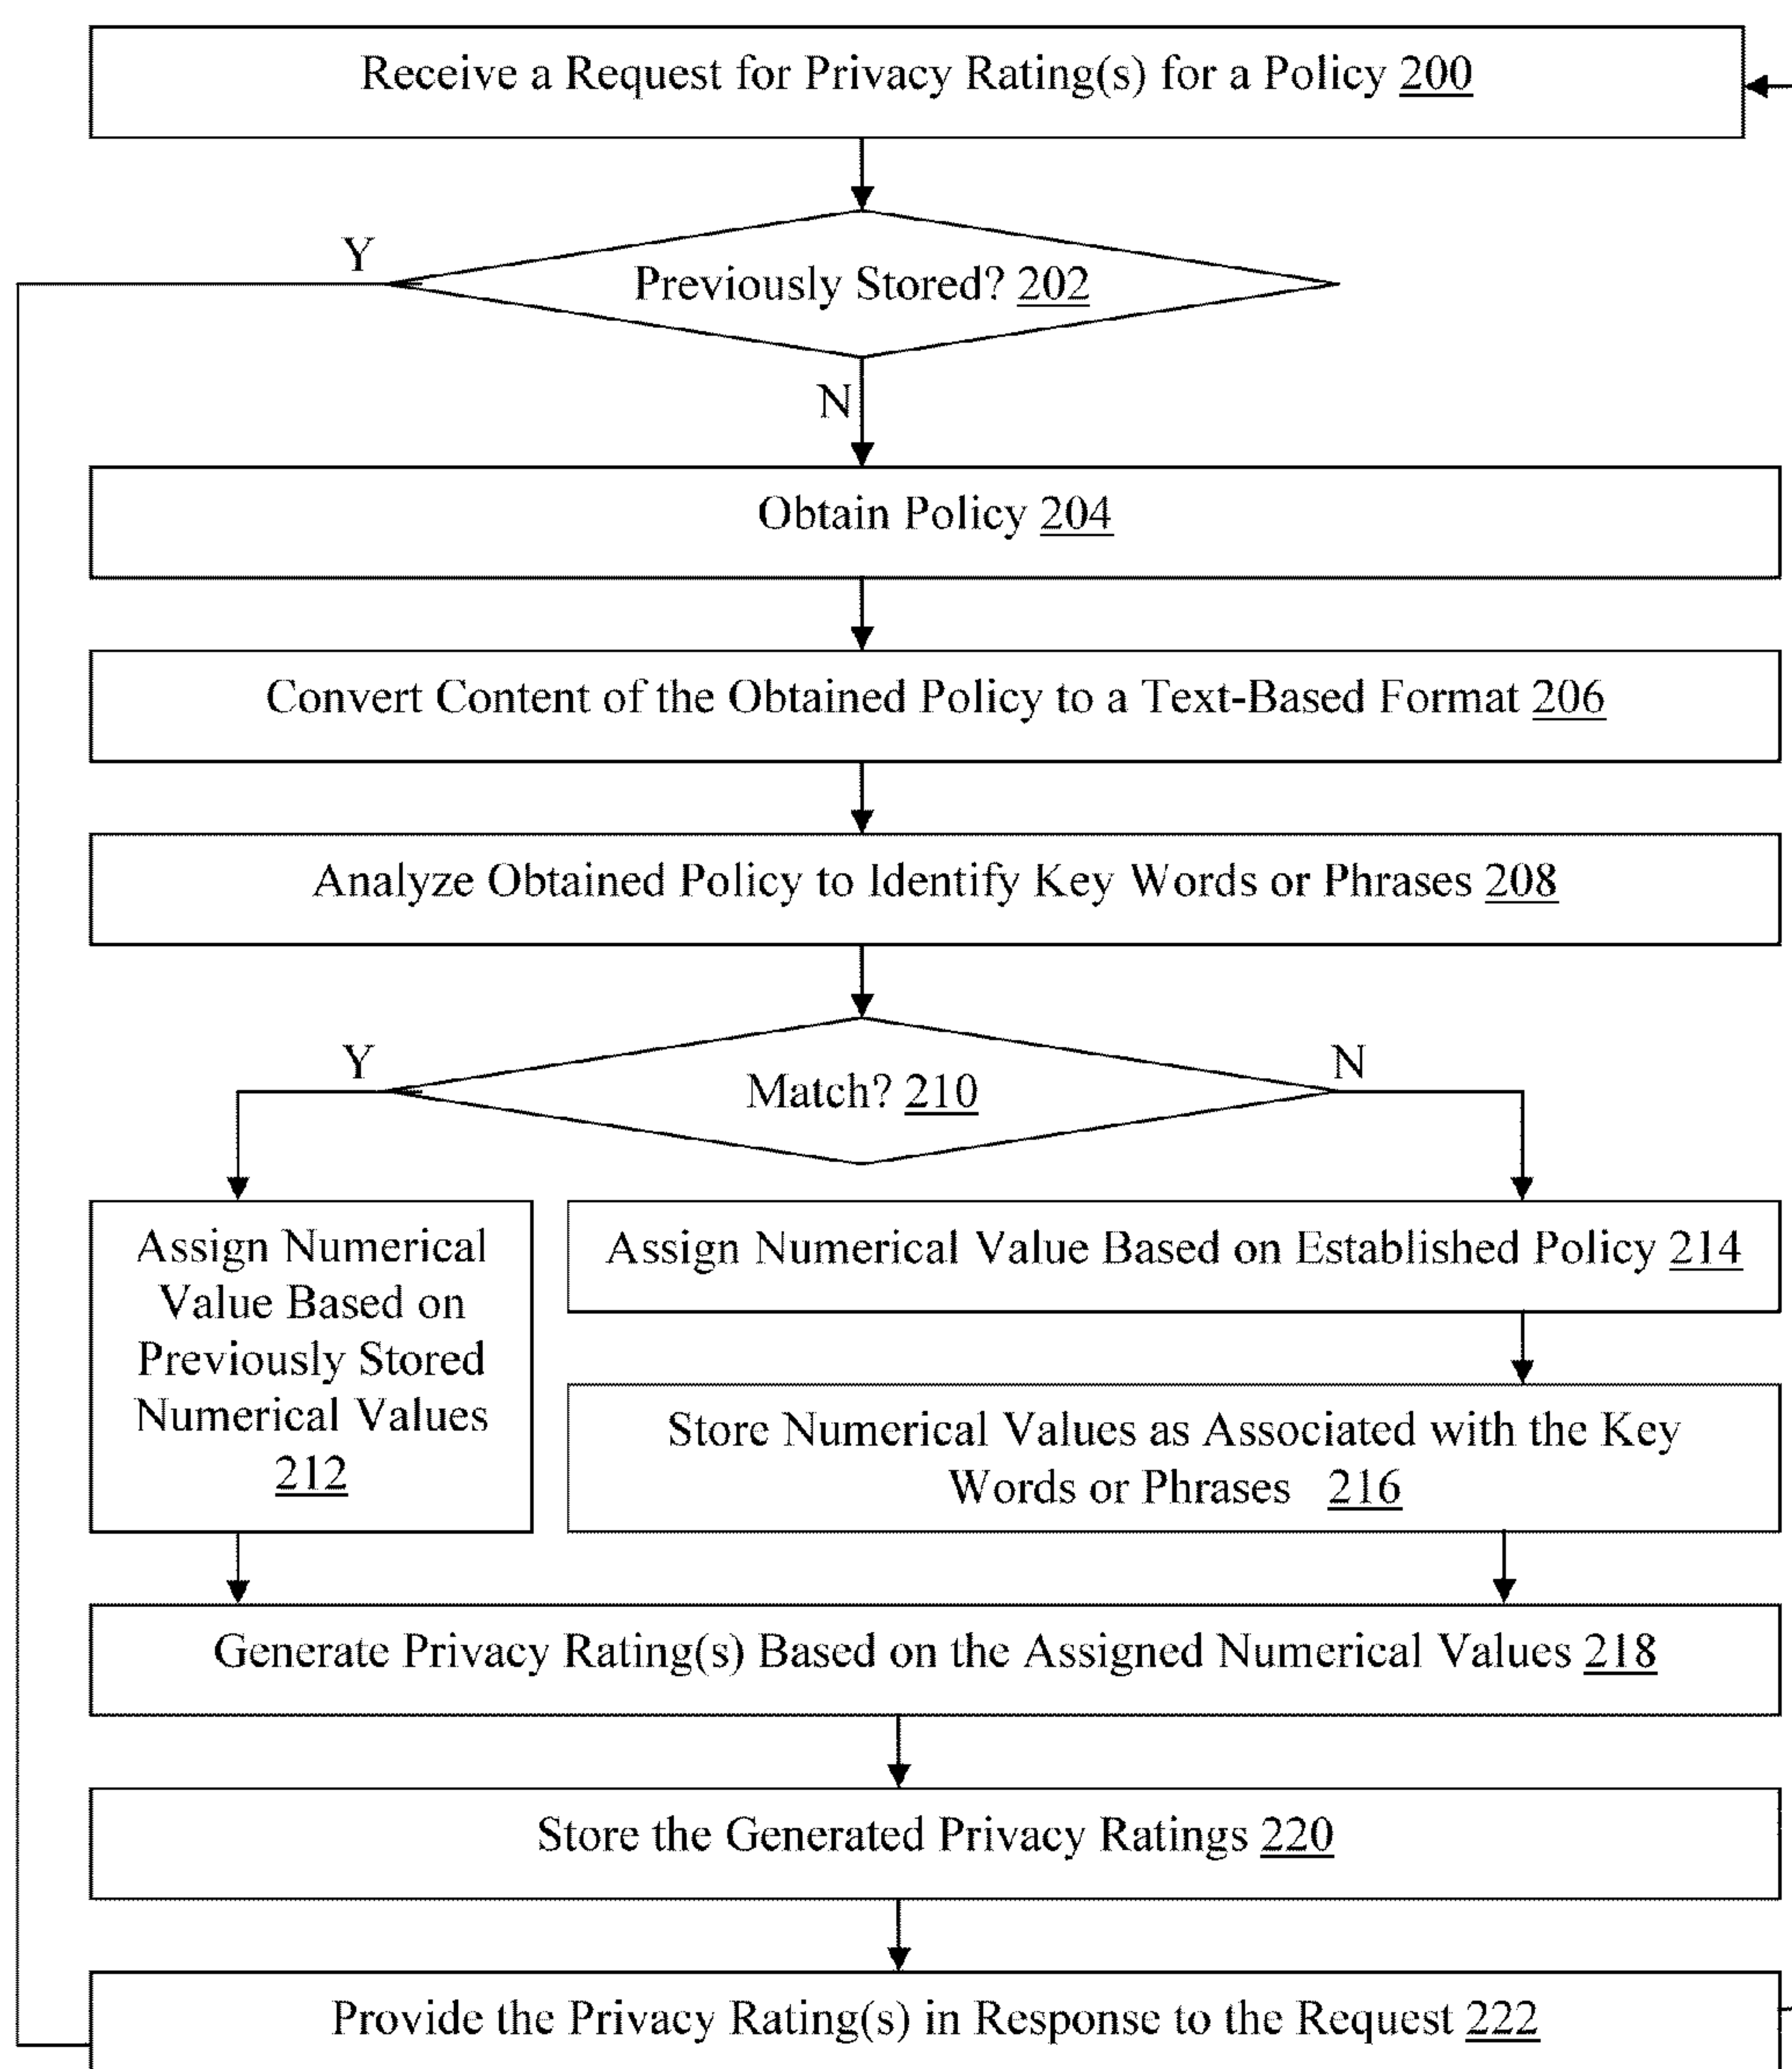 Receive a Request for Privacy Rating(s) for a Policy 200
Y
Previously Stored? 202
N
Obtain Policy 204
Convert Content of the Obtained Policy to a Text-Based Format 206
Analyze Obtained Policy to Identify Key Words or Phrases 208
Y
Match? 210
N
Assign Numerical
Value Based on
Previously Stored
Numerical Values
212
Assign Numerical Value Based on Established Policy 214
Store Numerical Values as Associated with the Key
Words or Phrases 216
Generate Privacy Rating(s) Based on the Assigned Numerical Values 218
Store the Generated Privacy Ratings 220
Provide the Privacy Rating(s) in Response to the Request 222